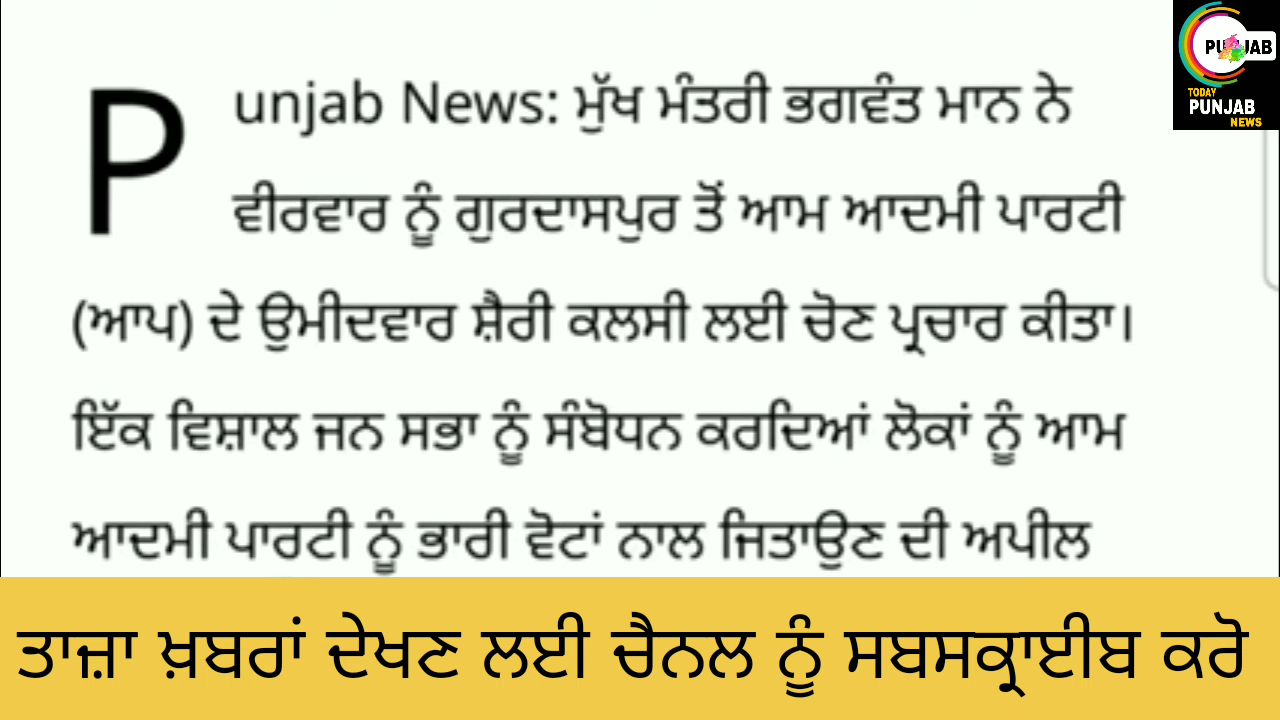 Punjab News: ਮੁੱਖ ਮੰਤਰੀ ਭਗਵੰਤ ਮਾਨ ਨੇ
ਵੀਰਵਾਰ ਨੂੰ ਗੁਰਦਾਸਪੁਰ ਤੋਂ ਆਮ ਆਦਮੀ ਪਾਰਟੀ
(ਆਪ) ਦੇ ਉਮੀਦਵਾਰ ਸ਼ੈਰੀ ਕਲਸੀ ਲਈ ਚੋਣ ਪ੍ਰਚਾਰ ਕੀਤਾ।
ਇੱਕ ਵਿਸ਼ਾਲ ਜਨ ਸਭਾ ਨੂੰ ਸੰਬੋਧਨ ਕਰਦਿਆਂ ਲੋਕਾਂ ਨੂੰ ਆਮ
ਆਦਮੀ ਪਾਰਟੀ ਨੂੰ ਭਾਰੀ ਵੋਟਾਂ ਨਾਲ ਜਿਤਾਉਣ ਦੀ ਅਪੀਲ
PUNJAB
TODAY
PUNJAB
NEWS
ਤਾਜ਼ਾ ਖ਼ਬਰਾਂ ਦੇਖਣ ਲਈ ਚੈਨਲ ਨੂੰ ਸਬਸਕ੍ਰਾਈਬ ਕਰੋ